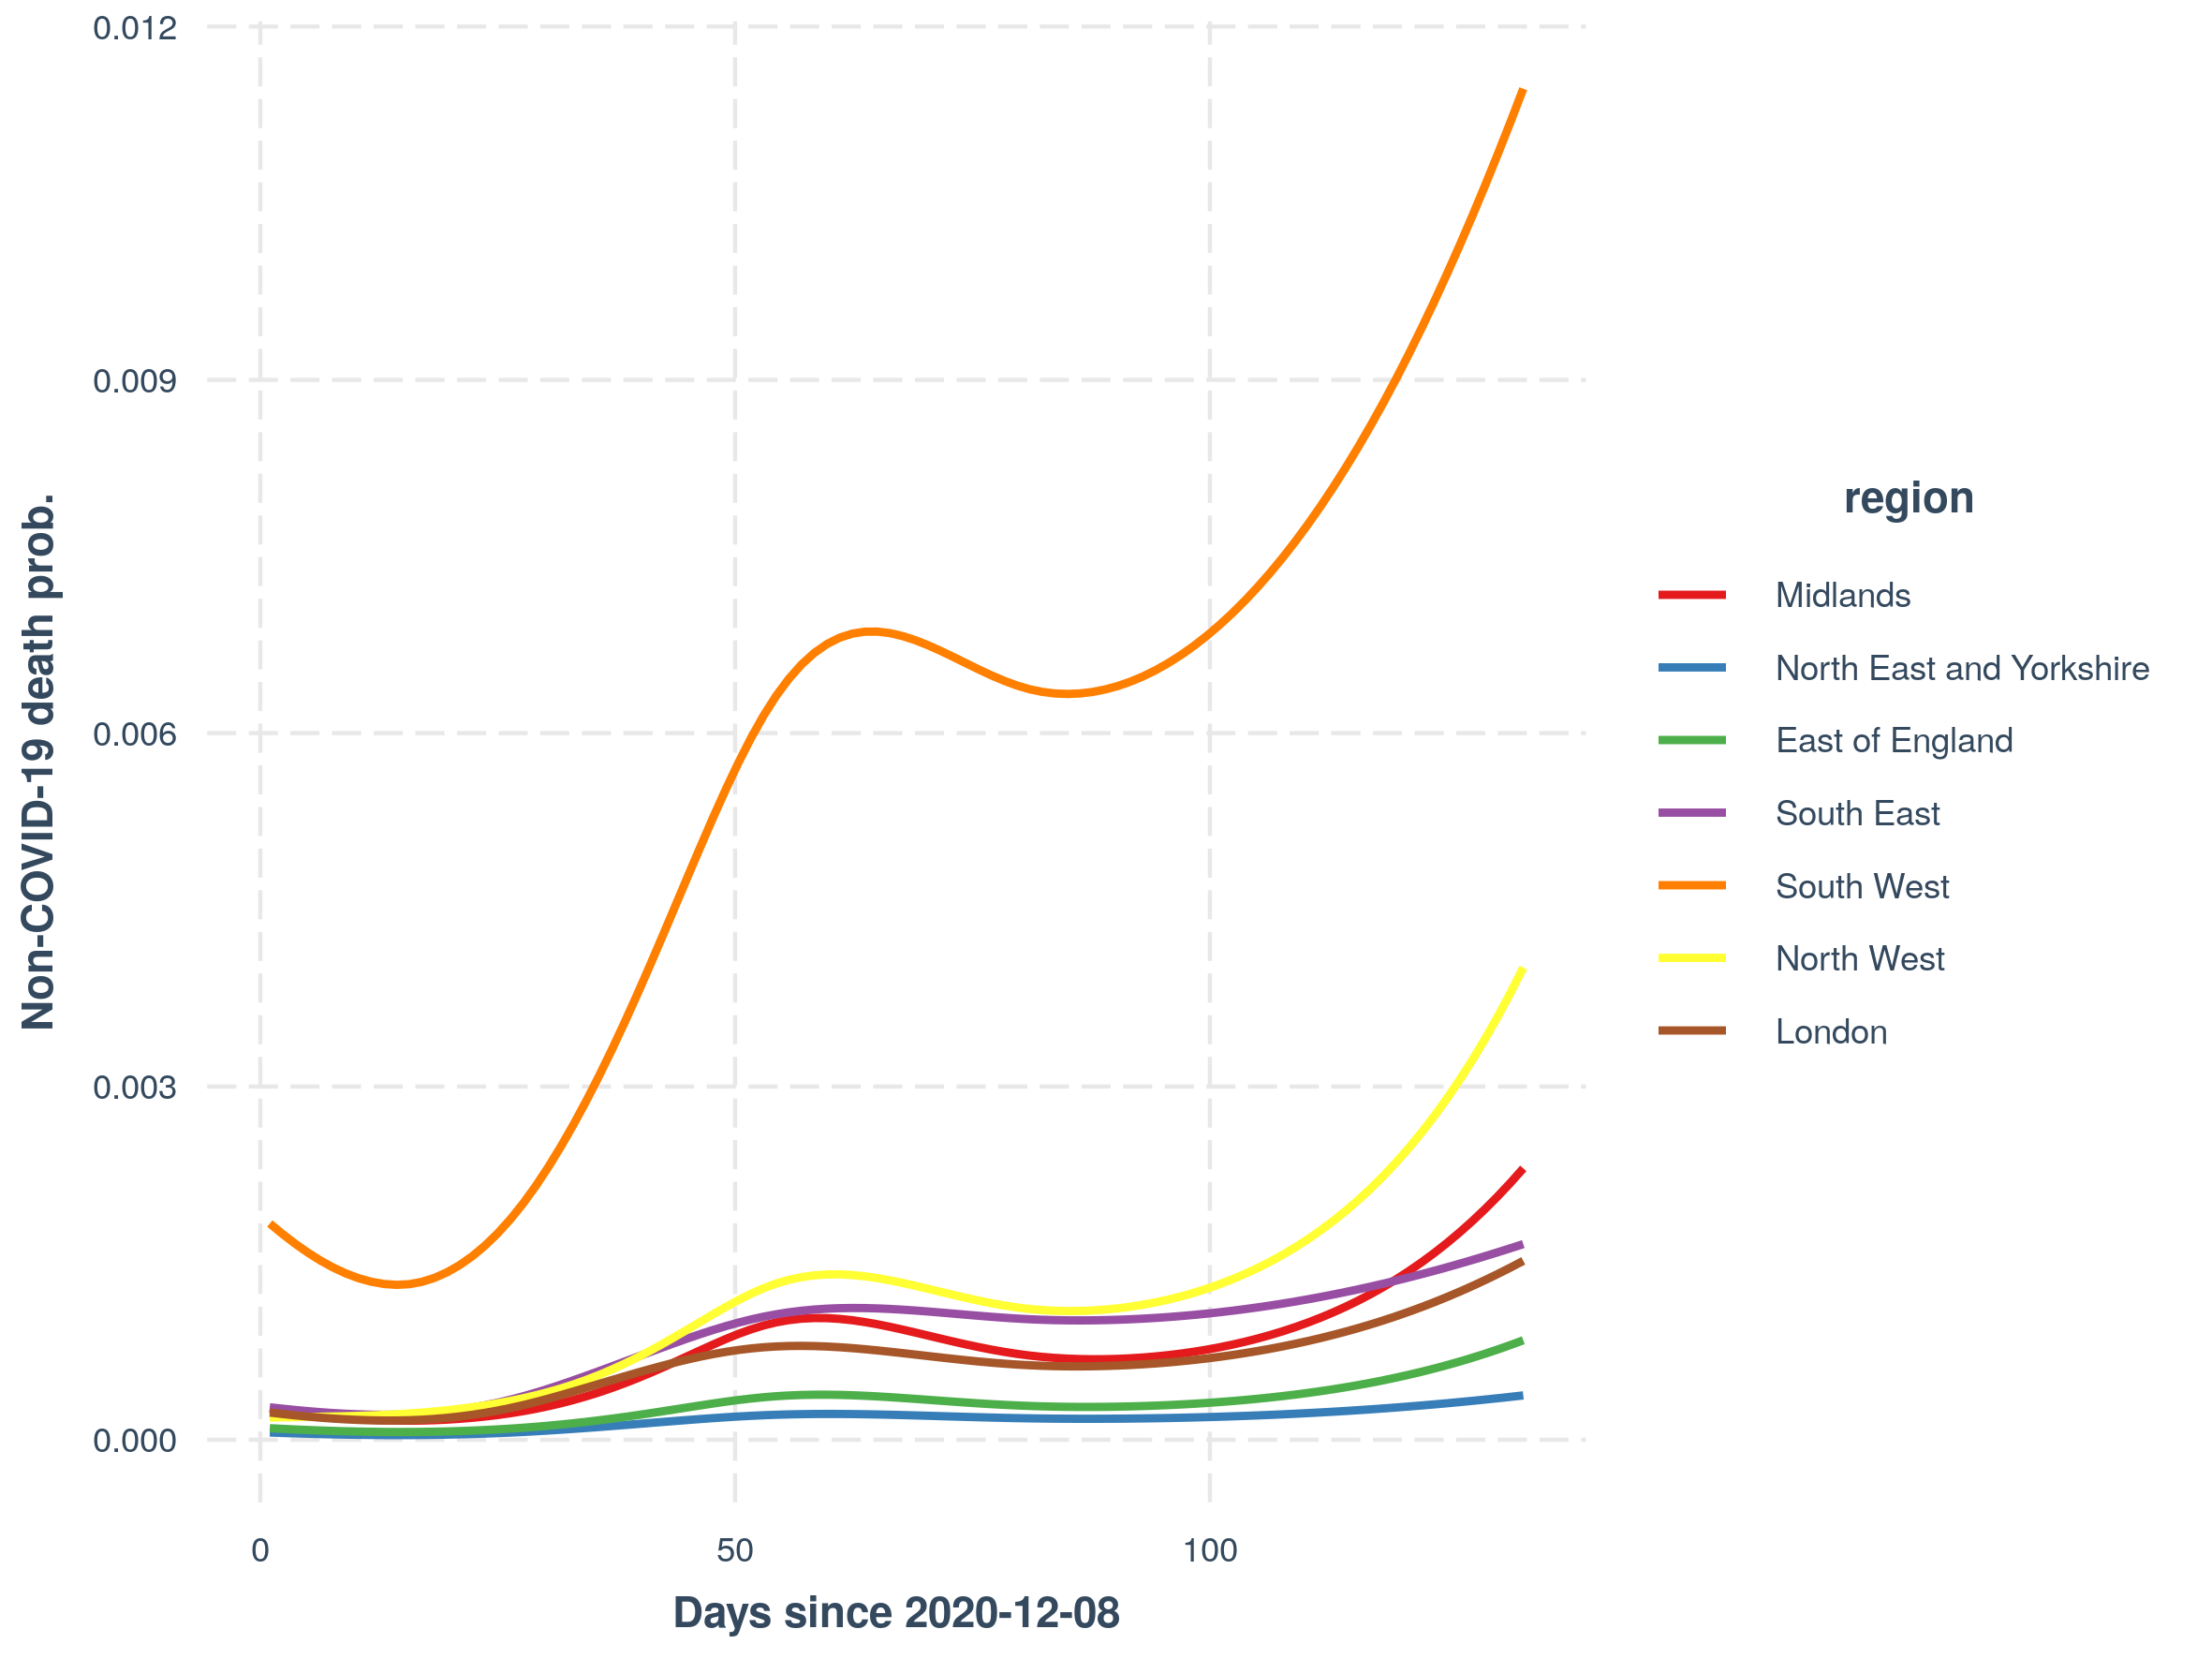 Non-COVID-19 death prob.
0.012
0.009
0.006
0.003
0.000
0
50
100
Days since 2020-12-08
region
Midlands
North East and Yorkshire
East of England
South East
South West
North West
London